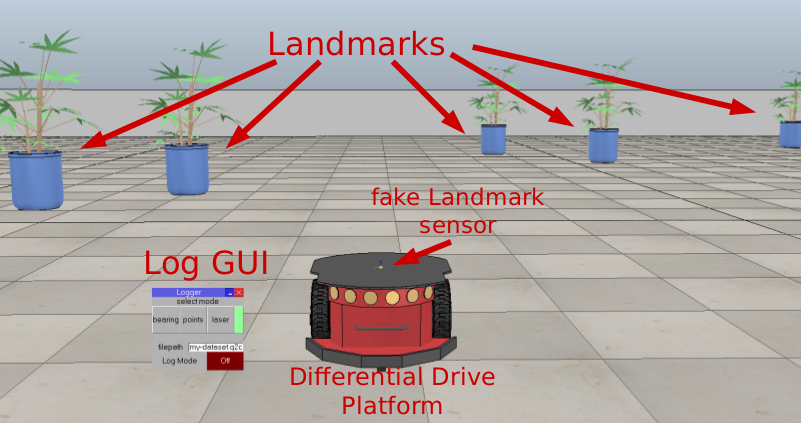 Landmarks
fake Landmark
sensor
Log GUI
Logger
select mode
bearing points laser
filepath my-dataset.g2c
Log Mode Off
Differential Drive
Platform